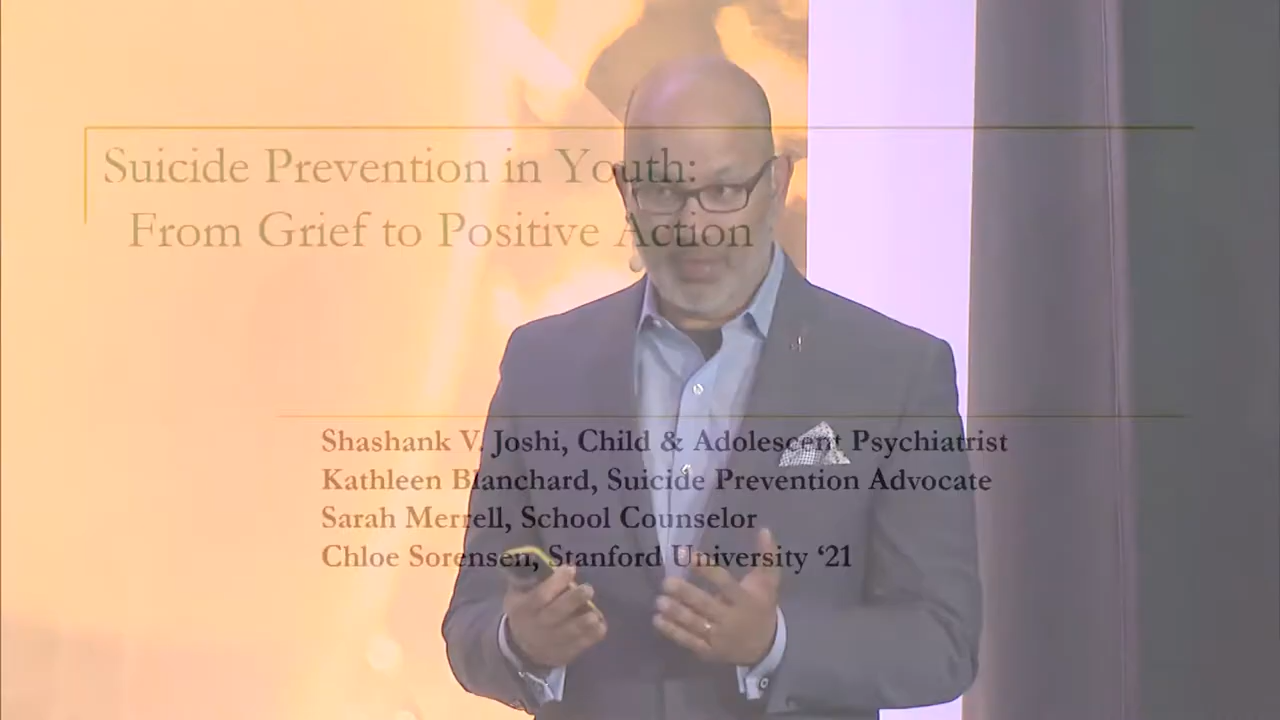 Suicide Prevention in Youth:
From Grief to Positive Action
Shashank V. Joshi, Child & Adolescent Psychiatrist
Kathleen Blanchard, Suicide Prevention Advocate
Sarah Merrell, School Counselor
Chloe Sorensen, Stanford University ‘21